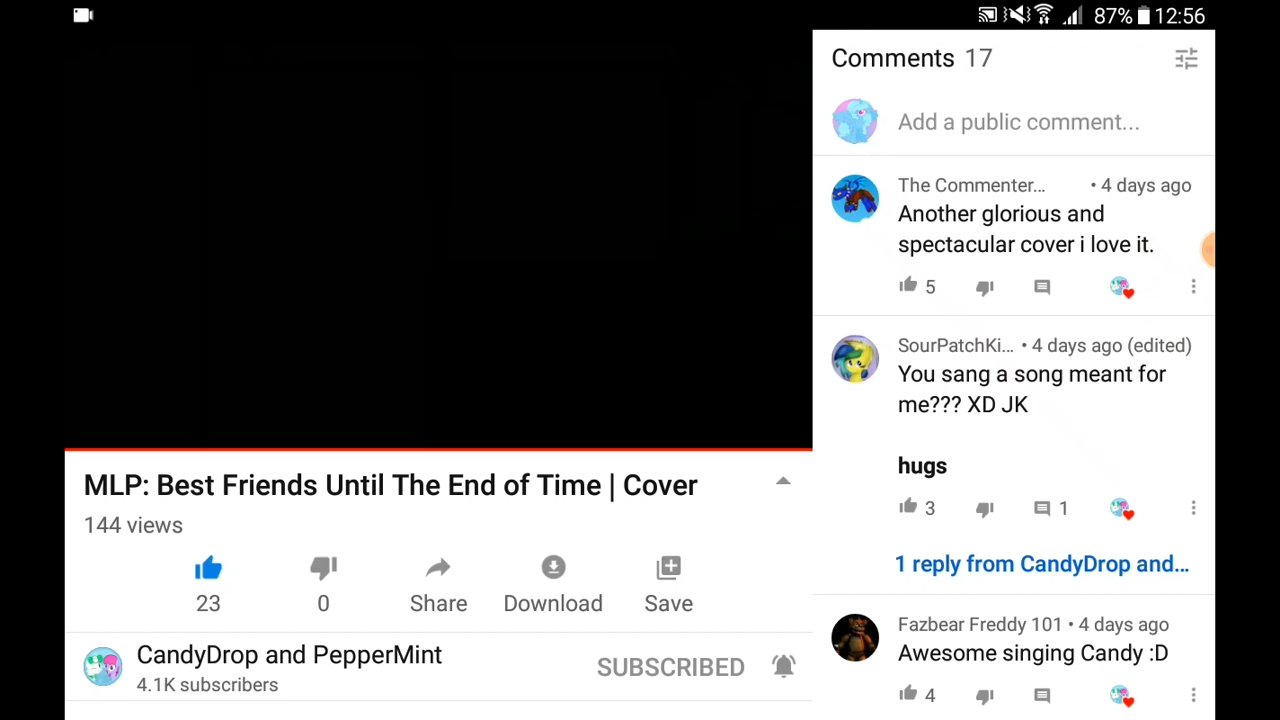 87% 12:56
Comments 17
Add a public comment...
The Commenter... • 4 days ago
Another glorious and
spectacular cover i love it.
5
SourPatchKi... • 4 days ago (edited)
You sang a song meant for
me??? XD JK
hugs
3 1
1 reply from CandyDrop and...
Fazbear Freddy 101 • 4 days ago
Awesome singing Candy :D
4
MLP: Best Friends Until The End of Time | Cover
144 views
23 0 Share Download Save
CandyDrop and PepperMint
4.1K subscribers
SUBSCRIBED